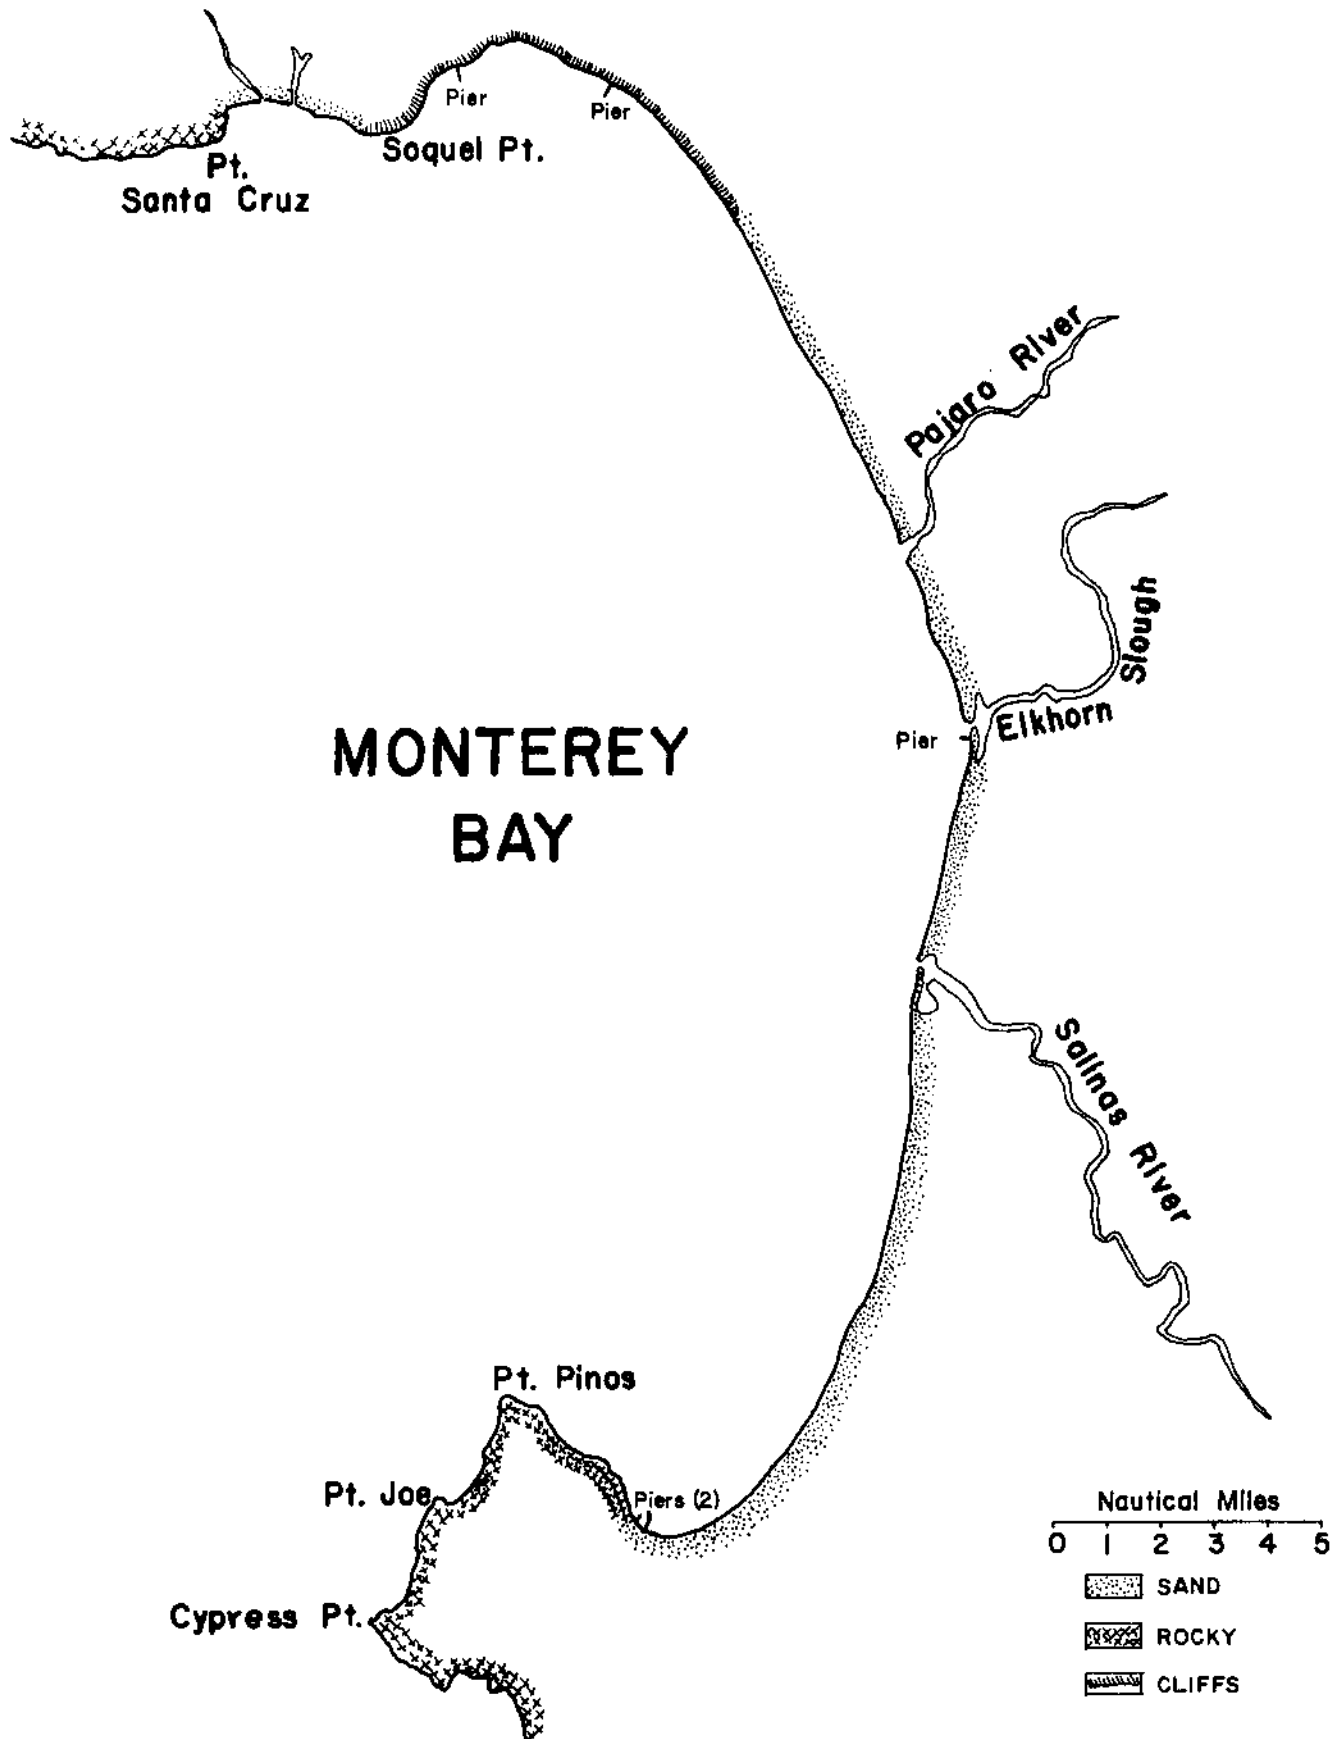 Pier
Pier
Soquel Pt.
Pt.
Santa Cruz
Pajaro River
Slough
Elkhorn
Pier
MONTEREY
BAY
Salinas River
Pt. Pinos
Pt. Joe
Piers (2)
Cypress Pt.
Nautical Miles
0 1 2 3 4 5
SAND
ROCKY
CLIFFS